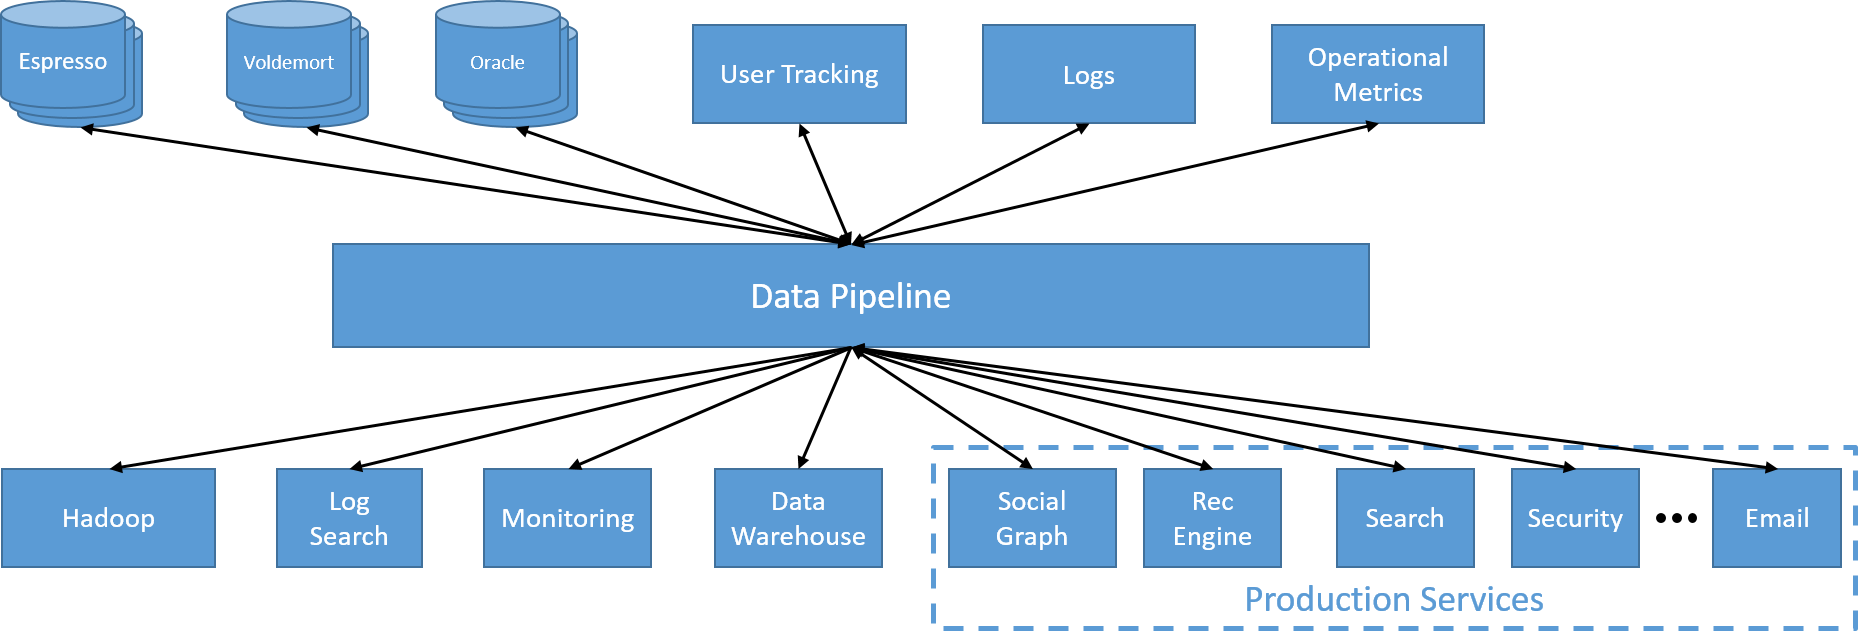 Espresso
Voldemort
Oracle
User Tracking
Logs
Operational
Metrics
Data Pipeline
Hadoop
Log
Search
Monitoring
Data
Warehouse
Social
Graph
Rec
Engine
Search
Security
Email
Production Services